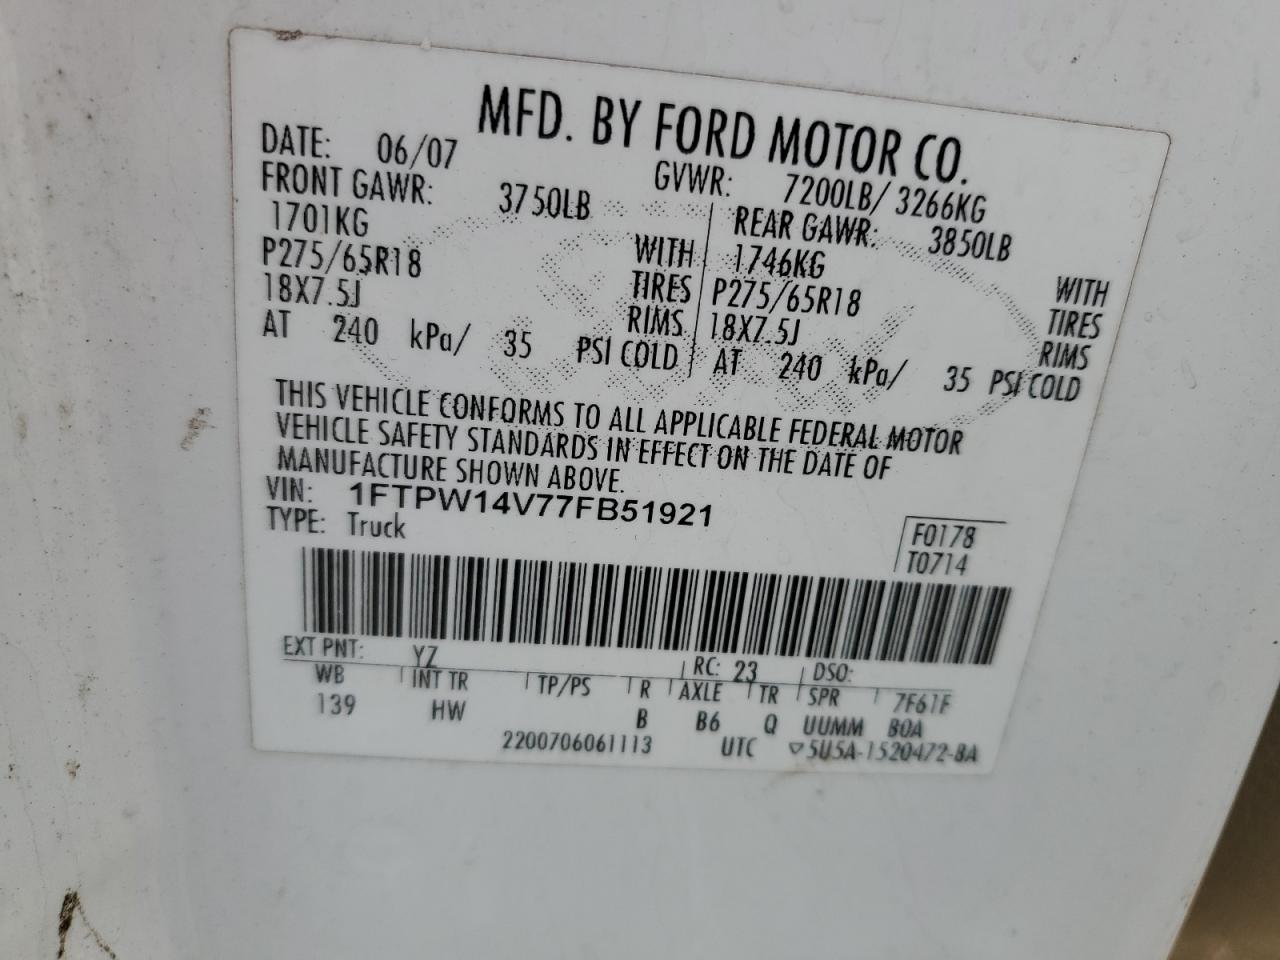 MFD. BY FORD MOTOR CO.
DATE: 06/07 GVWR: 7200LB/ 3266KG
FRONT GAWR: 3750LB REAR GAWR: 3850LB
1701KG WITH 1746KG WITH
P275/65R18 TIRES P275/65R18 TIRES
18X7.5J RIMS 18X7.5J RIMS
AT 240 kPa/ 35 PSI COLD AT 240 kPa/ 35 PSI COLD
THIS VEHICLE CONFORMS TO ALL APPLICABLE FEDERAL MOTOR
VEHICLE SAFETY STANDARDS IN EFFECT ON THE DATE OF
MANUFACTURE SHOWN ABOVE.
VIN: 1FTPW14V77FB51921
TYPE: Truck
F0178
T0714
EXT PNT: YZ RC: 23 DSO:
WB INT TR TP/PS R AXLE TR SPR 7F61F
139 HW B B6 Q UUMM BOA
2200706061113 UTC ▽5U5A-1520472-BA